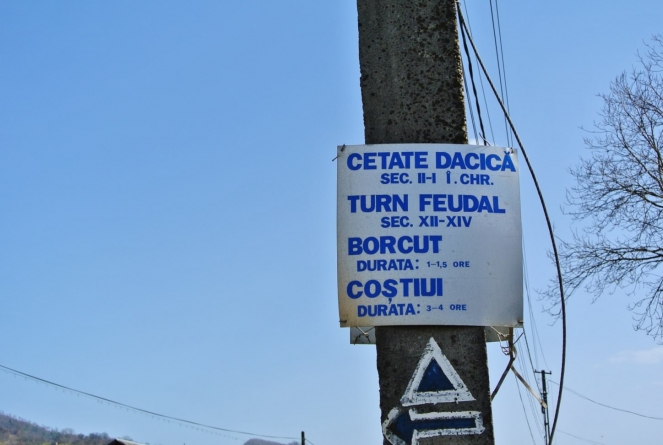 CETATE DACICĂ
SEC. II-I Î.CHR.
TURN FEUDAL
SEC. XII-XIV
BORCUT
DURATA: 1-1,5 ORE
COȘTIUI
DURATA: 3-4 ORE